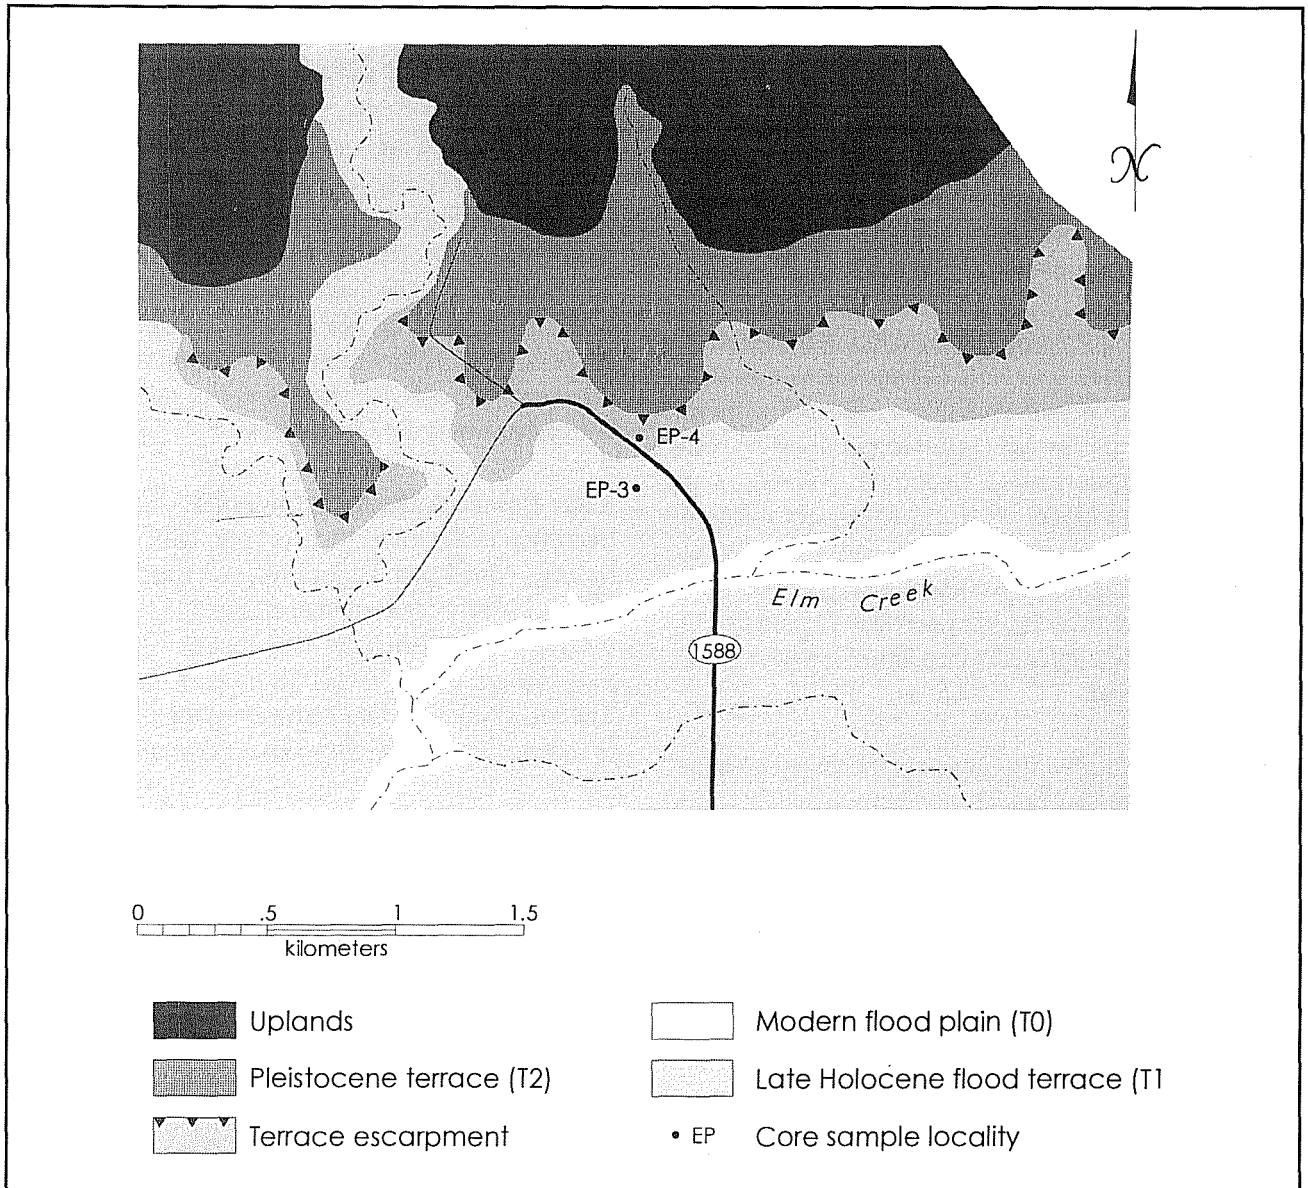 N
EP-4
EP-3
Elm Creek
1588
0 .5 1 1.5
kilometers
Uplands
Modern flood plain (T0)
Pleistocene terrace (T2)
Late Holocene flood terrace (T1
Terrace escarpment
EP
Core sample locality